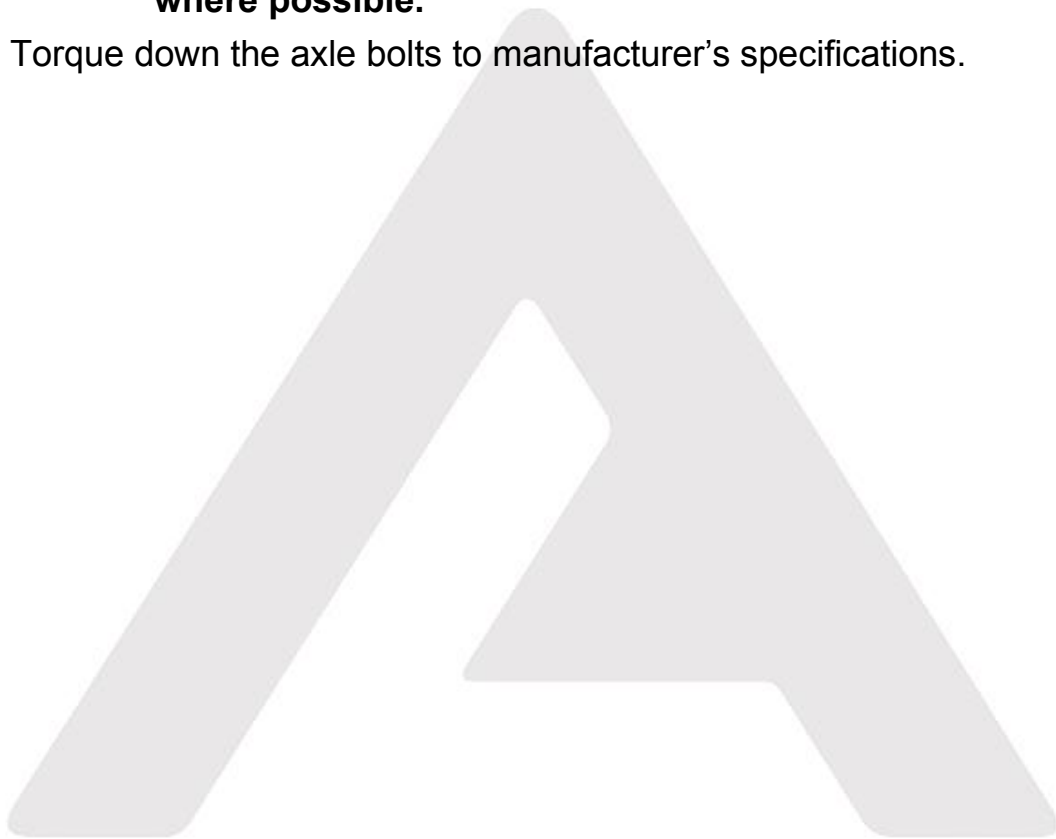 where possible.
Torque down the axle bolts to manufacturer’s specifications.